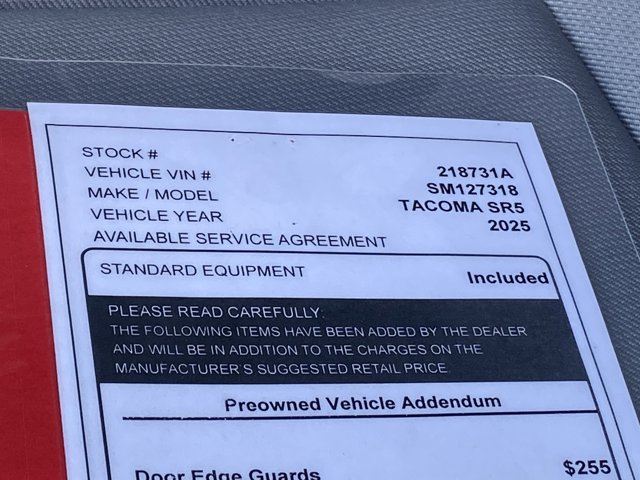 STOCK # 218731A
VEHICLE VIN # SM127318
MAKE / MODEL TACOMA SR5
VEHICLE YEAR 2025
AVAILABLE SERVICE AGREEMENT
STANDARD EQUIPMENT Included
PLEASE READ CAREFULLY:
THE FOLLOWING ITEMS HAVE BEEN ADDED BY THE DEALER
AND WILL BE IN ADDITION TO THE CHARGES ON THE
MANUFACTURER'S SUGGESTED RETAIL PRICE.
Preowned Vehicle Addendum
Door Edge Guards $255